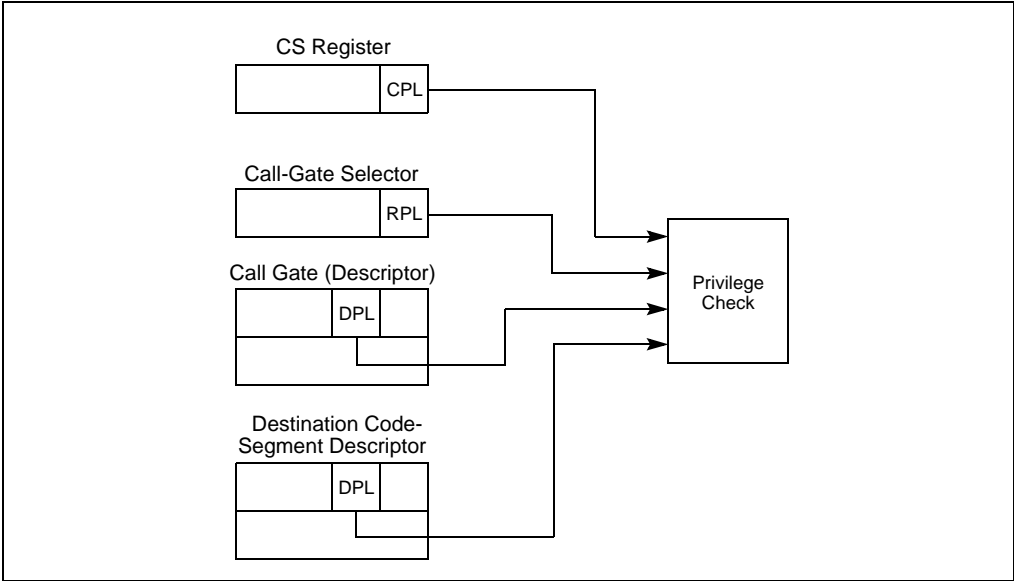 CS Register
CPL
Call-Gate Selector
RPL
Call Gate (Descriptor)
DPL
Privilege
Check
Destination Code-
Segment Descriptor
DPL